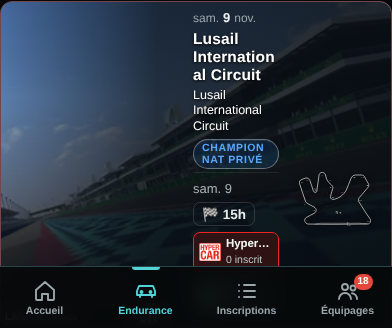 sam. 9 nov.
Lusail
Internation
al Circuit
Lusail
International
Circuit
CHAMPION
NAT PRIVÉ
sam. 9
15h
HYPER
CAR
Hyper...
0 inscrit
18
Accueil
Endurance
Inscriptions
Équipages